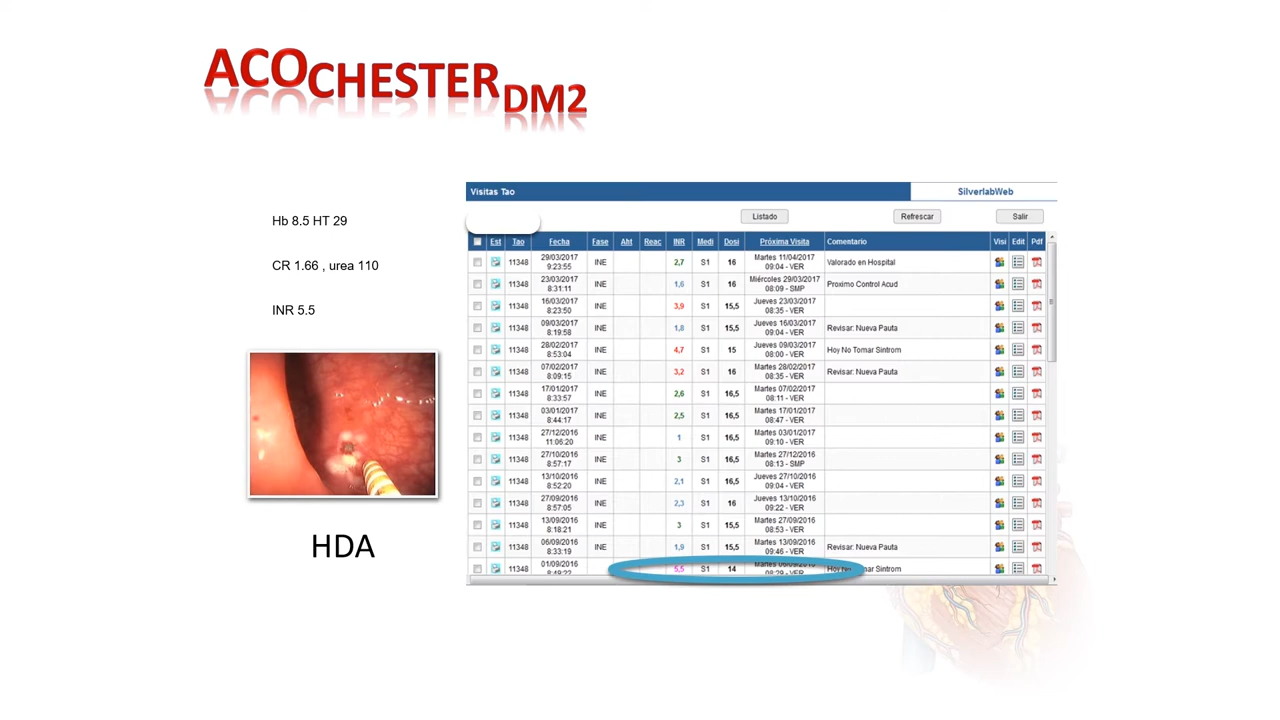 ACOCHESTERDM2
Hb 8.5 HT 29
CR 1.66 , urea 110
INR 5.5
HDA
Visitas Tao SilverlabWeb
Listado Refrescar Salir
Est Tao Fecha Fase Aht Reac INR Medi Dosi Próxima Visita Comentario Visi Edit Pdf
11348 29/03/2017 9:23:55 INE 2,7 S1 16 Martes 11/04/2017 09:04 - VER Valorado en Hospital
11348 23/03/2017 8:31:11 INE 1,6 S1 16 Miércoles 29/03/2017 08:09 - SMP Proximo Control Acud
11348 16/03/2017 8:23:50 INE 3,9 S1 15,5 Jueves 23/03/2017 08:35 - VER
11348 09/03/2017 8:19:58 INE 1,8 S1 15,5 Jueves 16/03/2017 09:04 - VER Revisar: Nueva Pauta
11348 28/02/2017 8:53:04 INE 4,7 S1 15 Jueves 09/03/2017 08:00 - VER Hoy No Tomar Sintrom
11348 07/02/2017 8:09:15 INE 3,2 S1 16 Martes 28/02/2017 08:35 - VER Revisar: Nueva Pauta
11348 17/01/2017 8:33:57 INE 2,6 S1 16,5 Martes 07/02/2017 08:11 - VER
11348 03/01/2017 8:44:17 INE 2,5 S1 16,5 Martes 17/01/2017 08:47 - VER
11348 27/12/2016 11:06:20 INE 1 S1 16,5 Martes 03/01/2017 09:10 - VER
11348 27/10/2016 8:57:17 INE 3 S1 16,5 Martes 27/12/2016 08:13 - SMP
11348 13/10/2016 8:52:20 INE 2,1 S1 16,5 Jueves 27/10/2016 09:04 - VER
11348 27/09/2016 8:57:05 INE 2,3 S1 16 Jueves 13/10/2016 09:22 - VER
11348 13/09/2016 8:18:21 INE 3 S1 15,5 Martes 27/09/2016 08:53 - VER
11348 06/09/2016 8:33:19 INE 1,9 S1 15,5 Martes 13/09/2016 09:46 - VER Revisar: Nueva Pauta
11348 01/09/2016 5,5 S1 14 Martes Tomar Sintrom